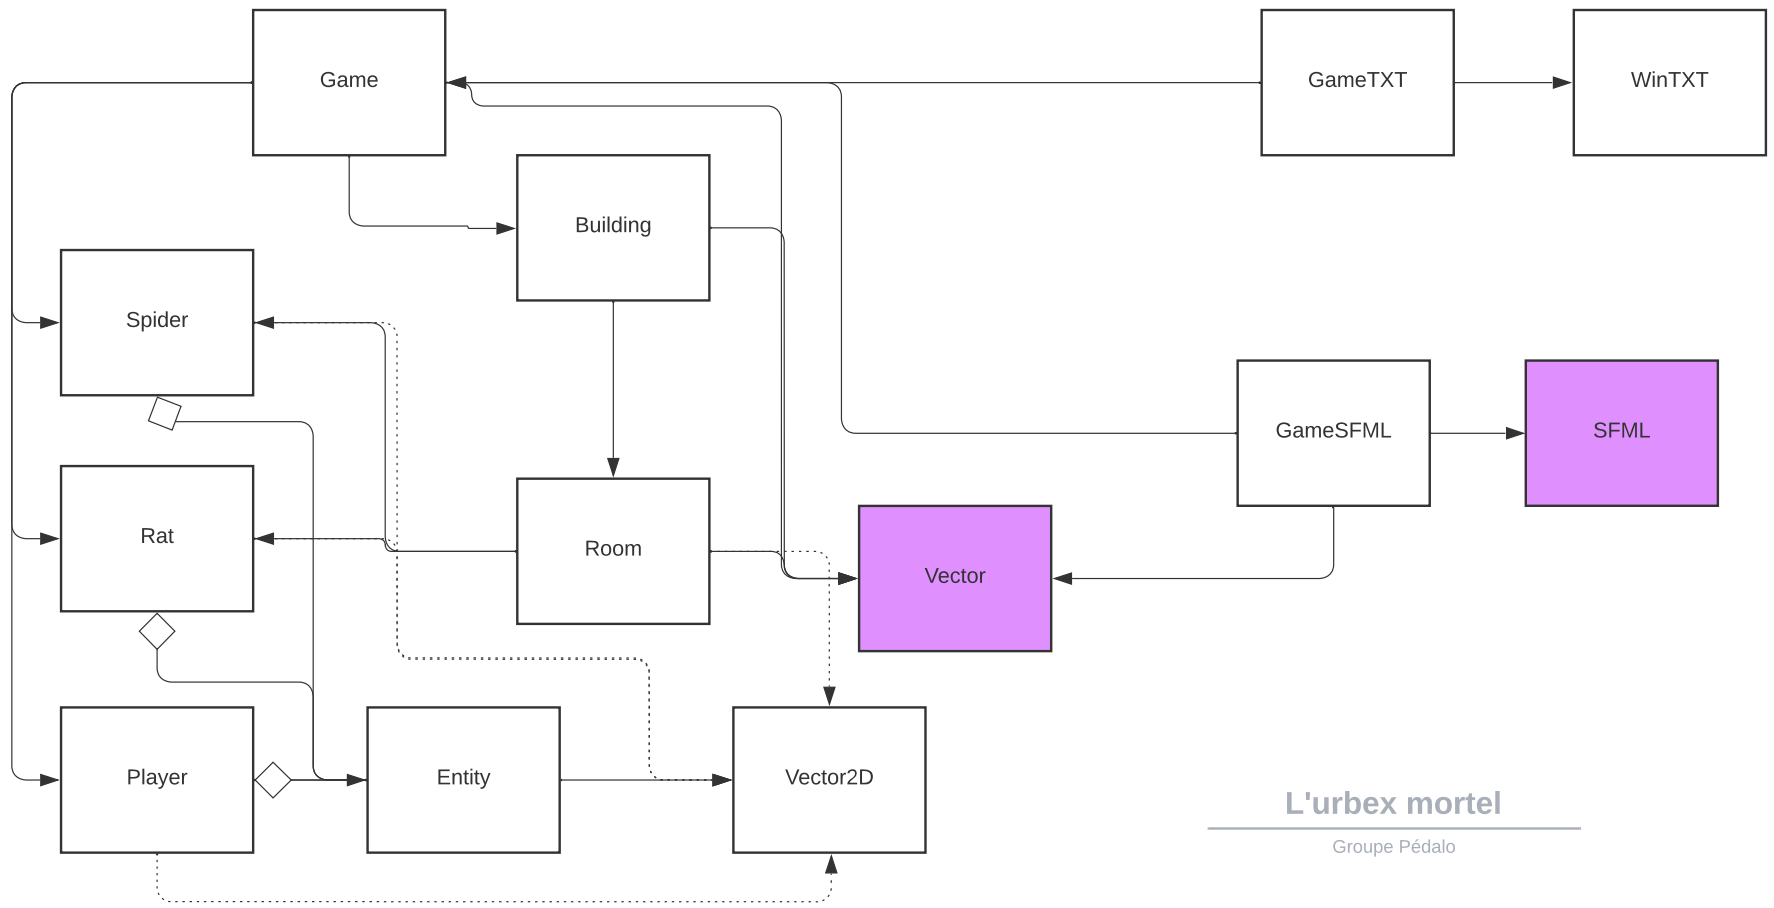 Game
GameTXT
WinTXT
Building
Spider
GameSFML
SFML
Rat
Room
Vector
Player
Entity
Vector2D
L'urbex mortel
Groupe Pédalo